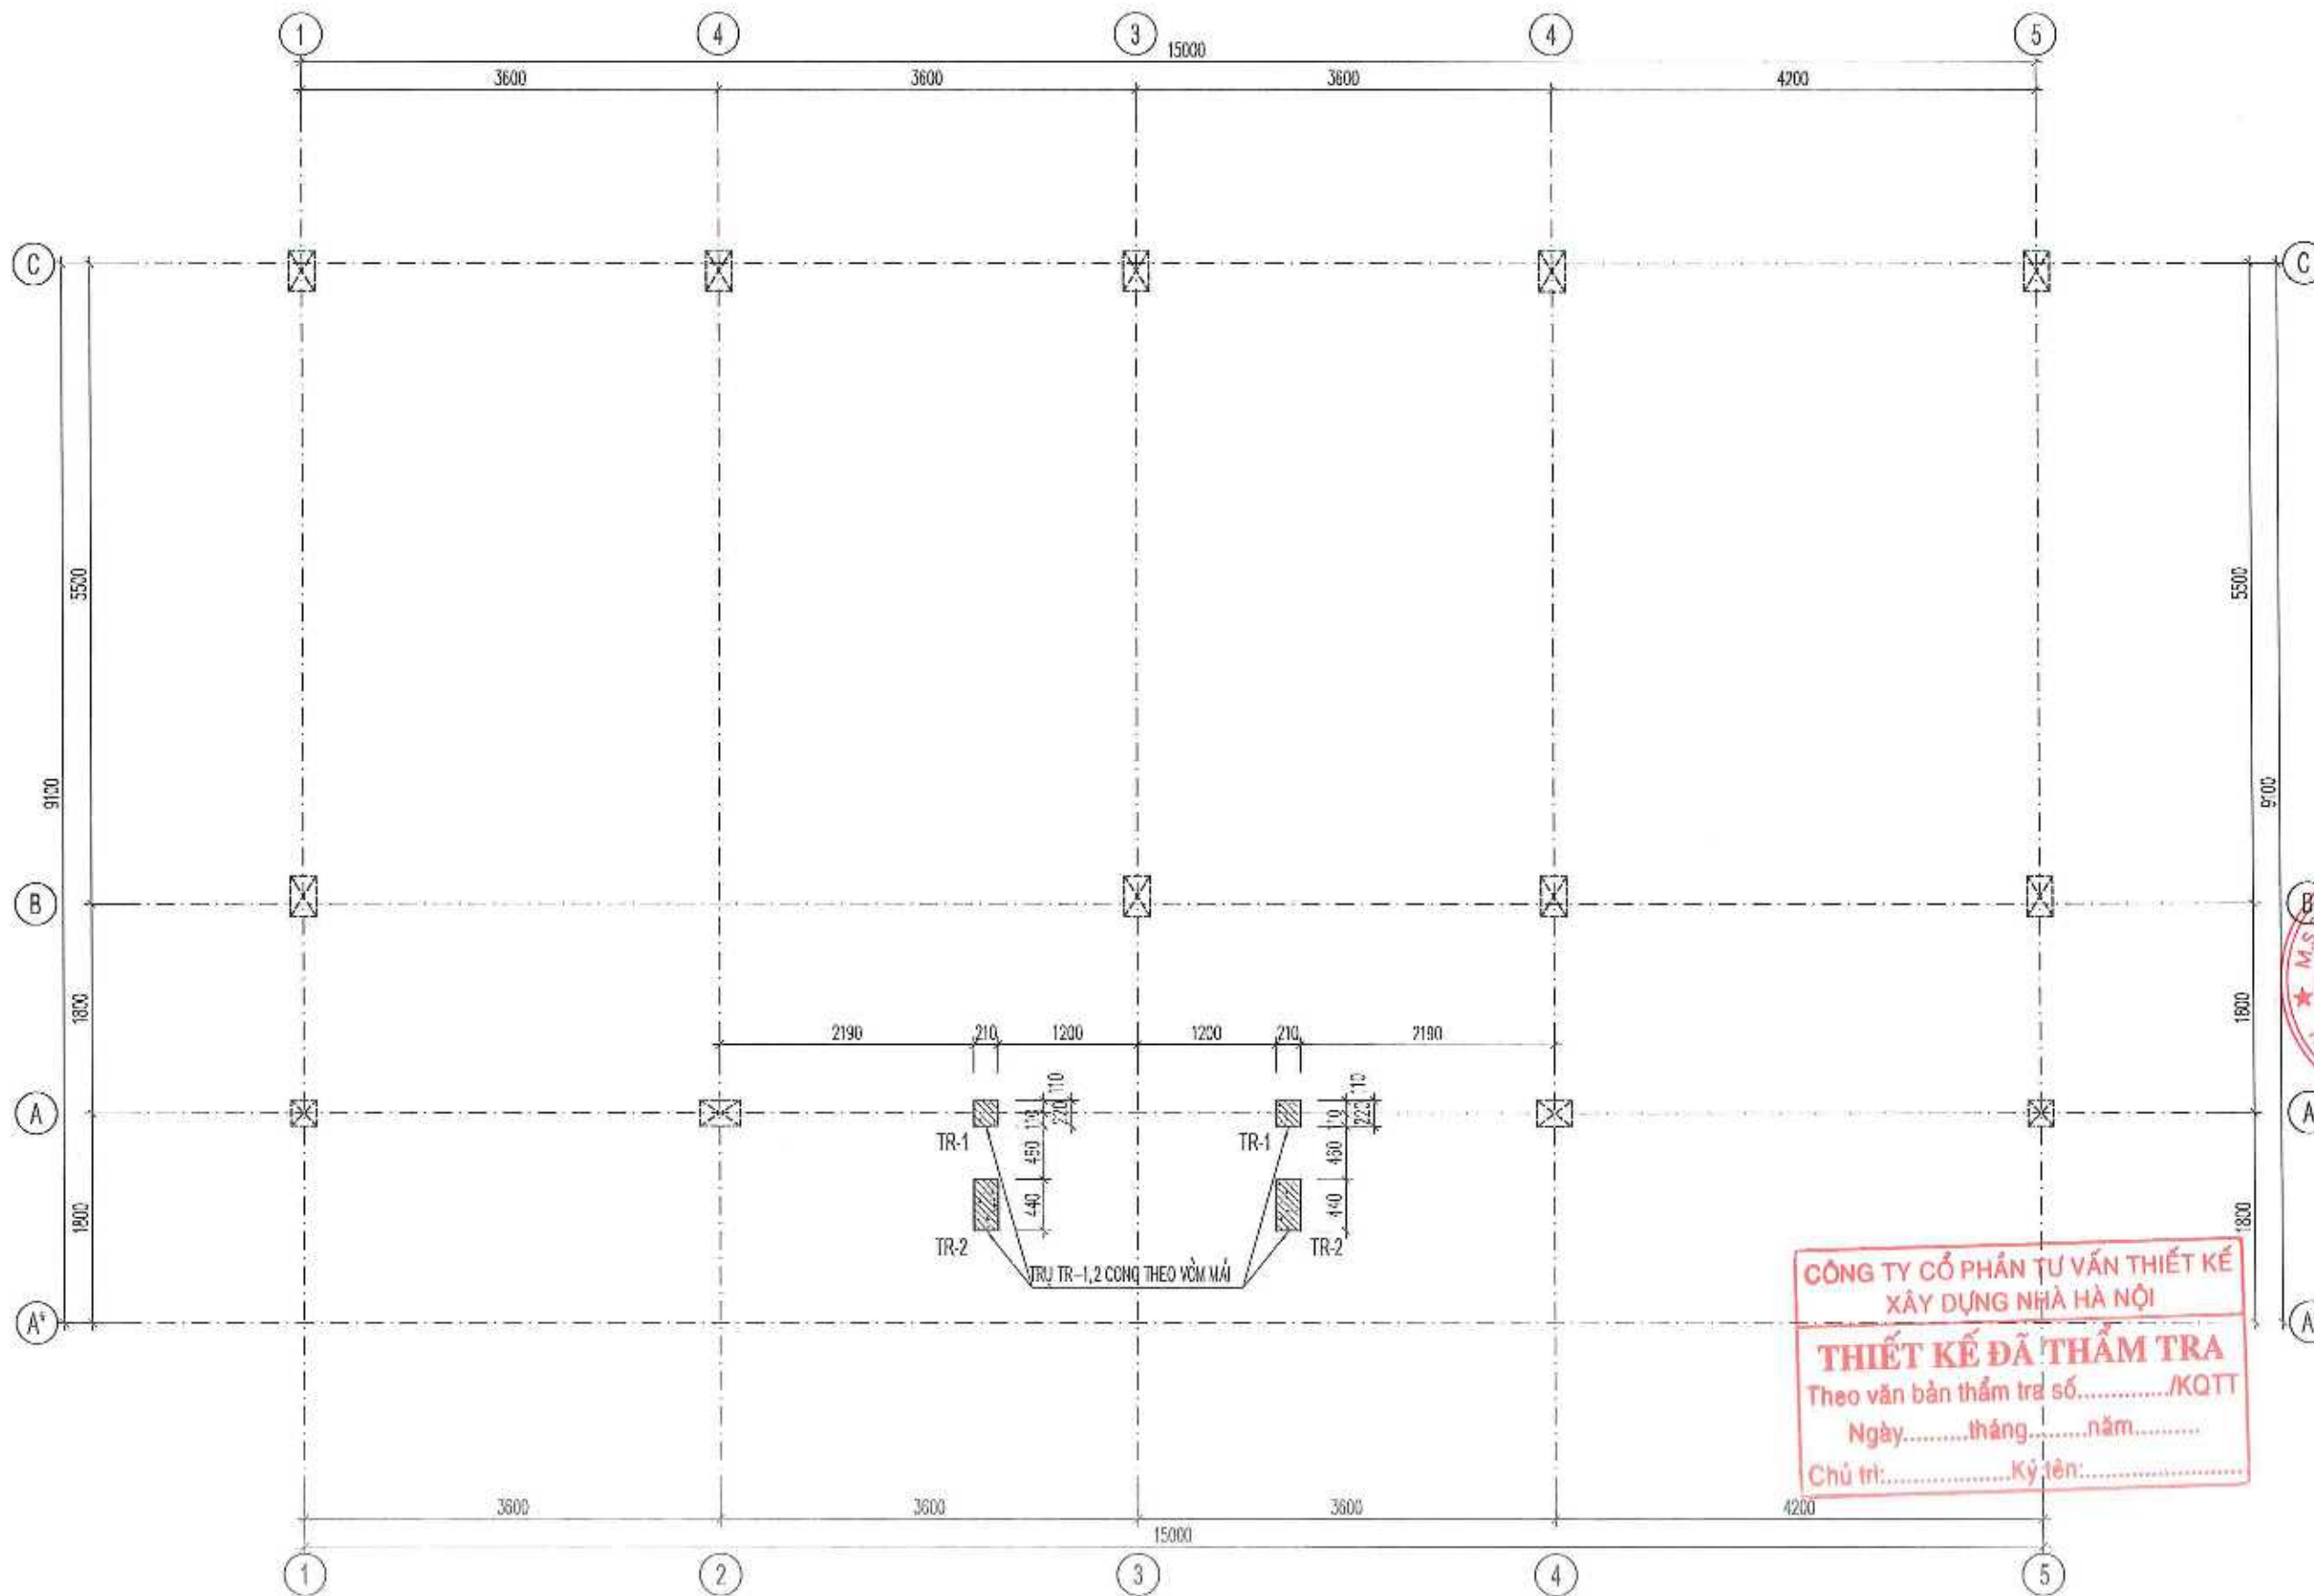 1 4 3 4 5
15000
3600 3600 3600 4200
C C
5500 5500
9100 9100
B B
M.S
1800 1800
2190 210 1200 1200 210 2190
110 110
A 110 220 110 220 A
TR-1 TR-1
450 460
440 440
1800 1800
TR-2 TR-2
TRỤ TR-1,2 CONG THEO VÒM MÁI
A* A
CÔNG TY CỔ PHẦN TƯ VẤN THIẾT KẾ
XÂY DỰNG NHÀ HÀ NỘI
THIẾT KẾ ĐÃ THẨM TRA
Theo văn bản thẩm tra số............./KQTT
Ngày..........tháng.........năm..........
Chủ trì:....................Ký tên:.........................
3600 3600 3600 4200
15000
1 2 3 4 5